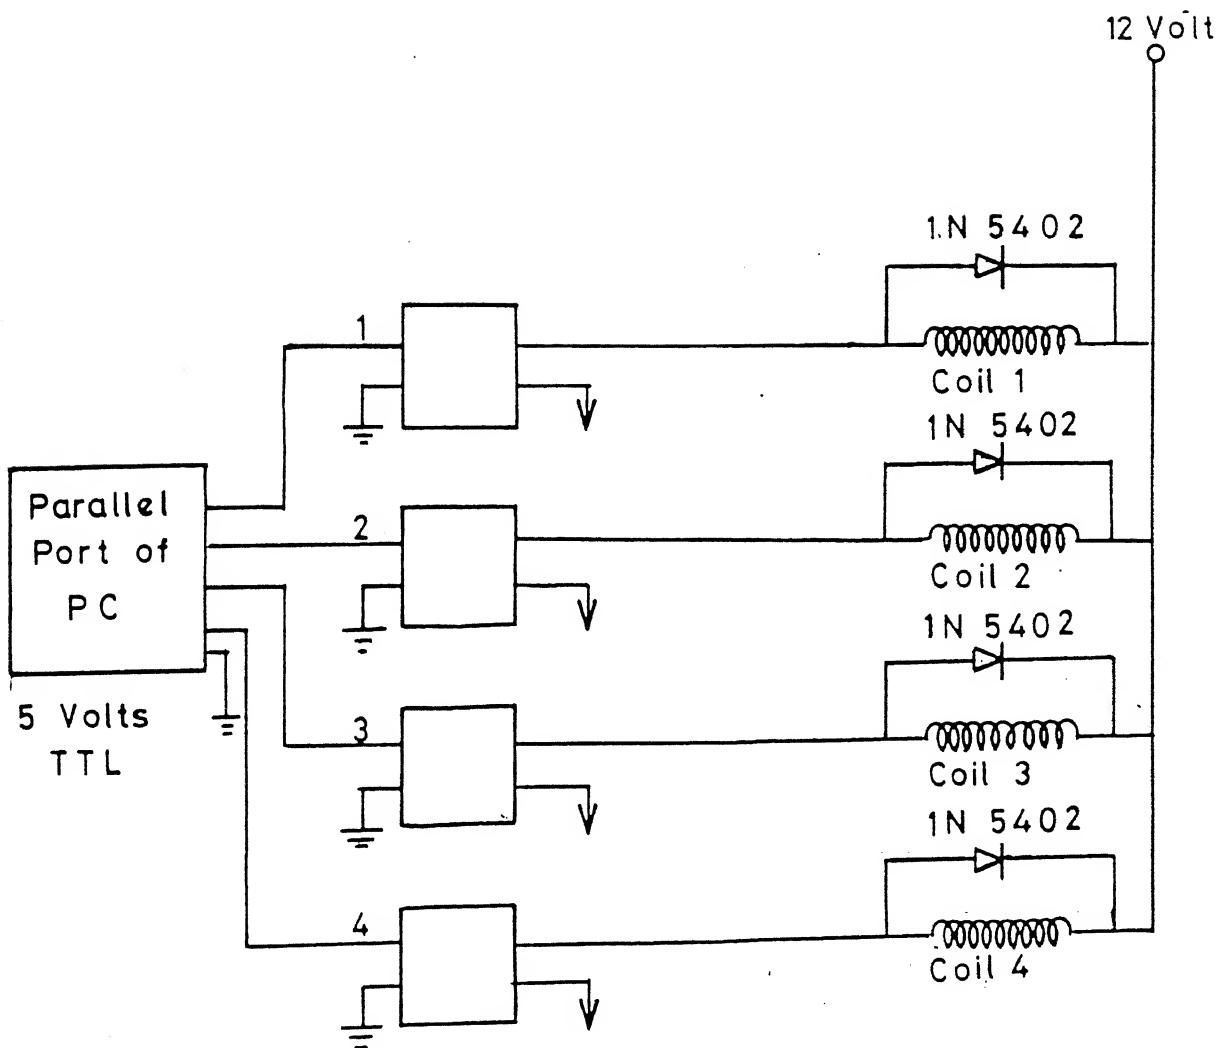 12 Volt
1N 5402
1
Coil 1
1N 5402
Parallel
Port of
PC
2
Coil 2
1N 5402
5 Volts
TTL
3
Coil 3
1N 5402
4
Coil 4